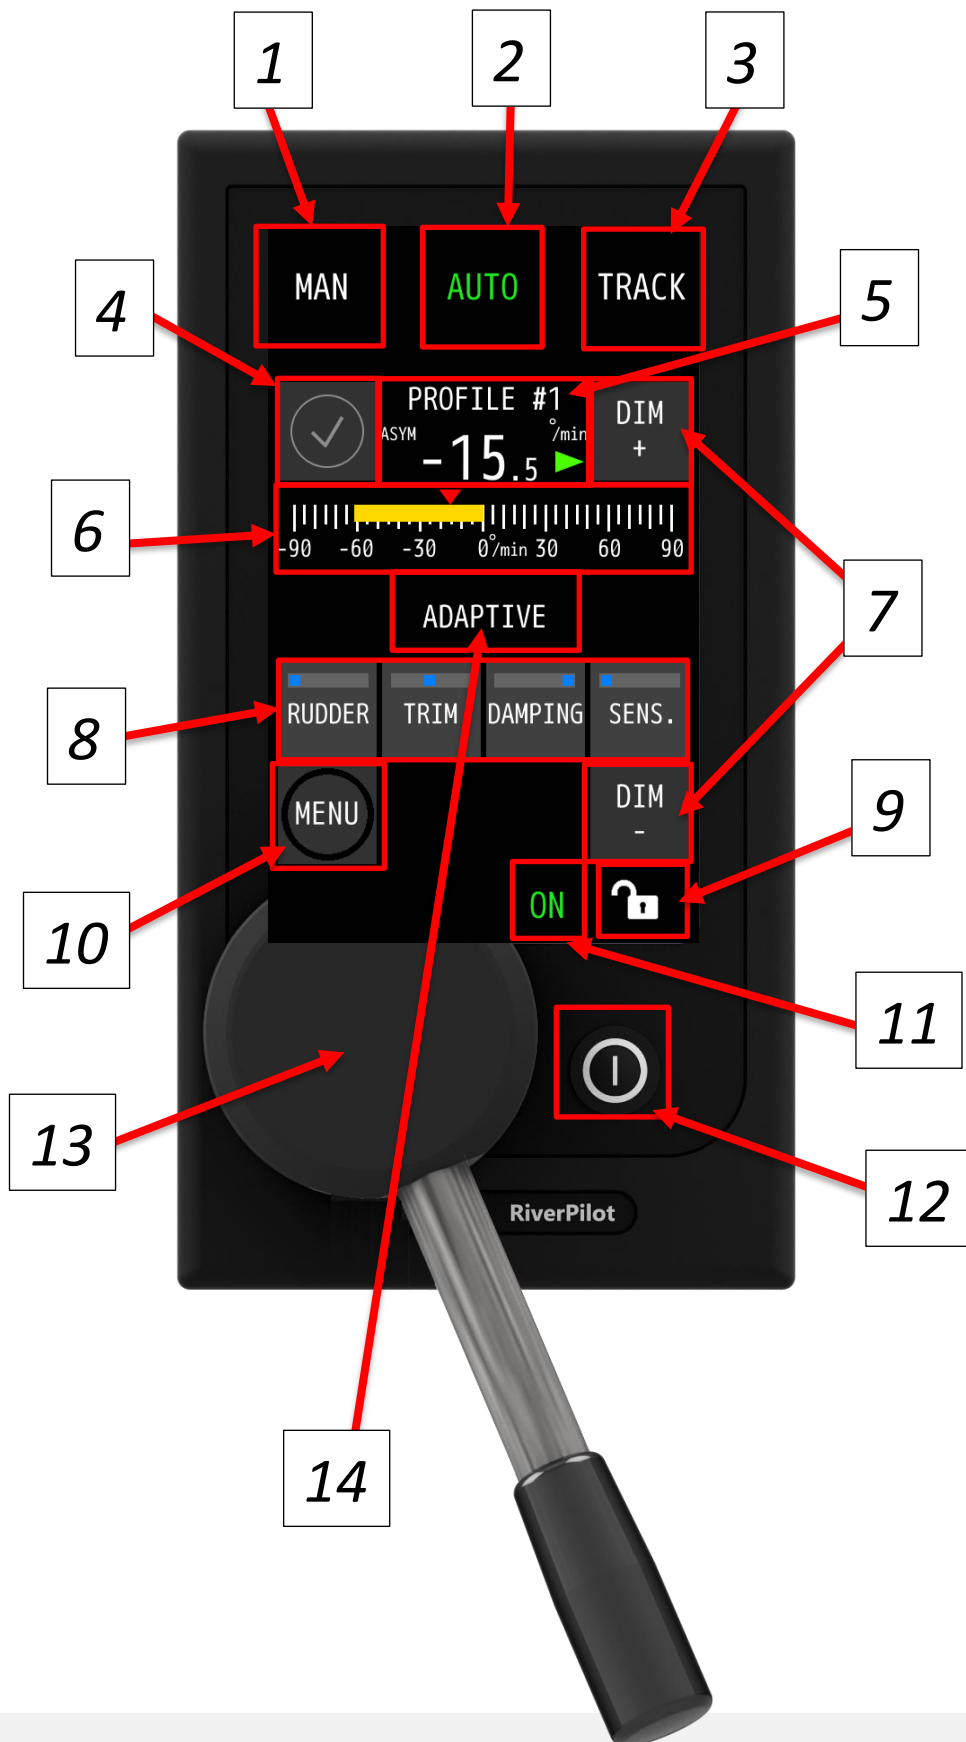 1 2 3
MAN AUTO TRACK
4 5
PROFILE #1
ASYM °/min
-15.5
DIM
+
6
-90 -60 -30 0°/min 30 60 90
7
ADAPTIVE
8
RUDDER TRIM DAMPING SENS.
MENU
DIM
-
9
10
ON
11
13
12
RiverPilot
14